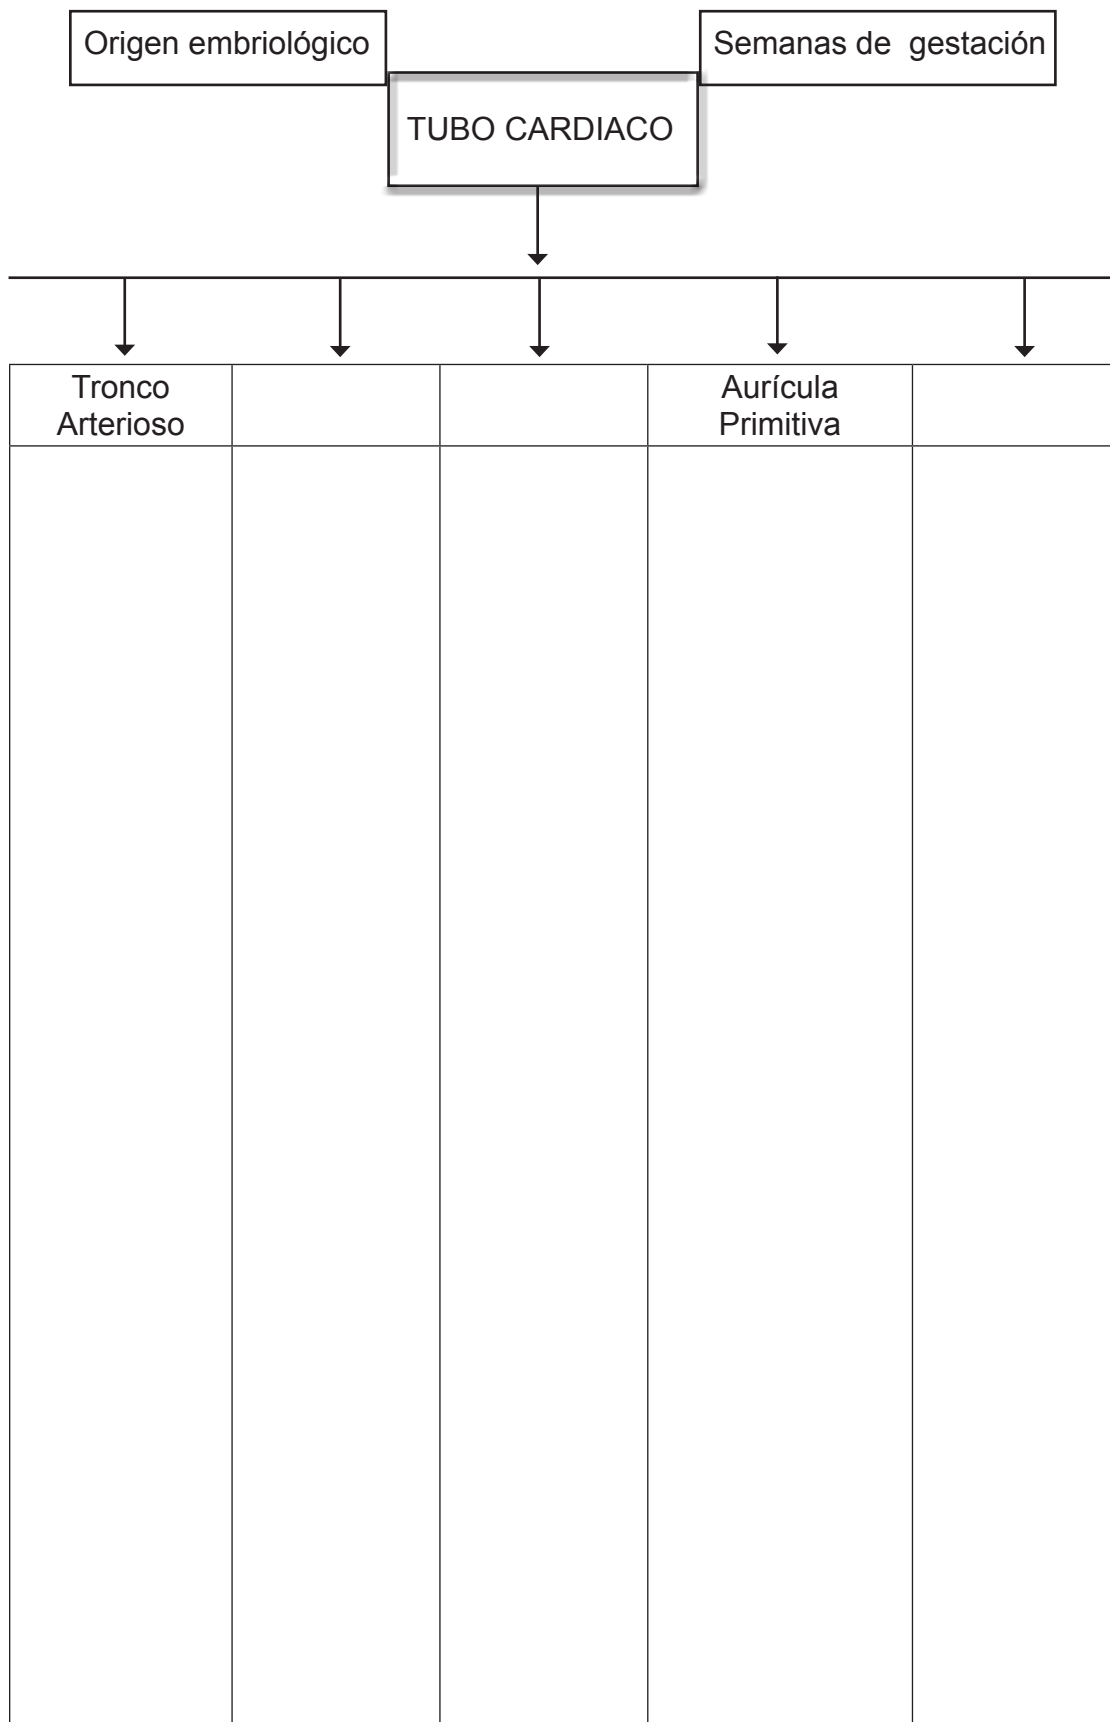 Origen embriológico
Semanas de gestación
TUBO CARDIACO
Tronco
Arterioso
Aurícula
Primitiva